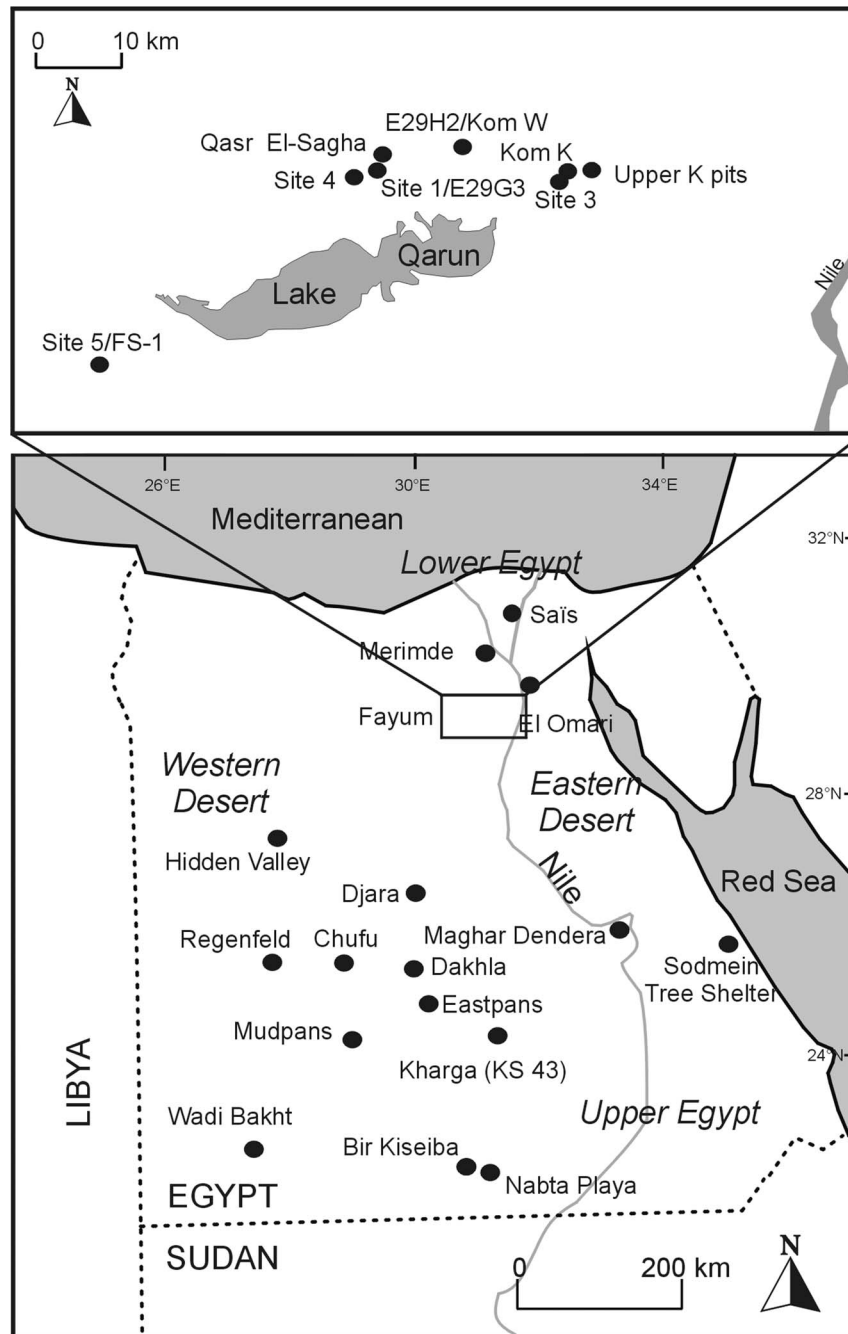 0 10 km
N
E29H2/Kom W
Qasr El-Sagha
Kom K
Site 4
Site 1/E29G3
Upper K pits
Site 3
Qarun
Lake
Nile
Site 5/FS-1
26°E
30°E
34°E
Mediterranean
32°N
Lower Egypt
Saïs
Merimde
Fayum
El Omari
Western
Desert
Eastern
Desert
28°N
Hidden Valley
Nile
Red Sea
Djara
Regenfeld
Chufu
Maghar Dendera
Dakhla
Sodmein
Tree Shelter
Eastpans
Mudpans
24°N
Kharga (KS 43)
LIBYA
Wadi Bakht
Upper Egypt
Bir Kiseiba
Nabta Playa
EGYPT
SUDAN
0 200 km
N